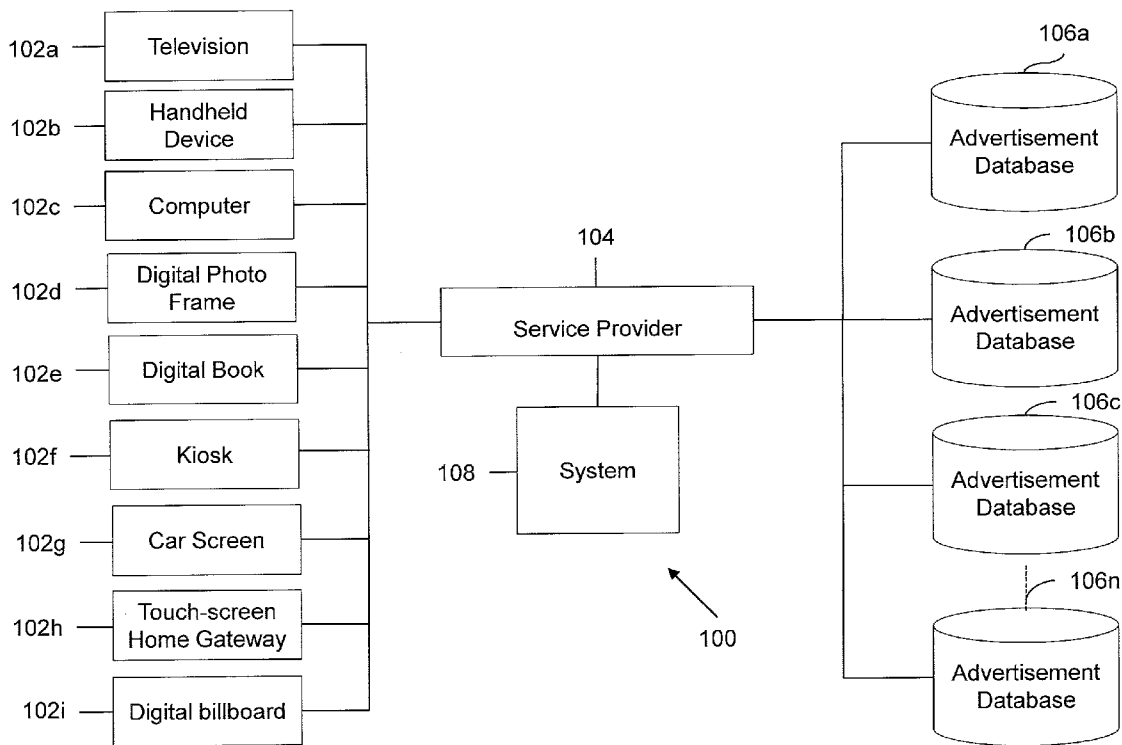 102a
Television
102b
Handheld
Device
102c
Computer
102d
Digital Photo
Frame
102e
Digital Book
102f
Kiosk
102g
Car Screen
102h
Touch-screen
Home Gateway
102i
Digital billboard
104
Service Provider
108
System
100
106a
Advertisement
Database
106b
Advertisement
Database
106c
Advertisement
Database
106n
Advertisement
Database